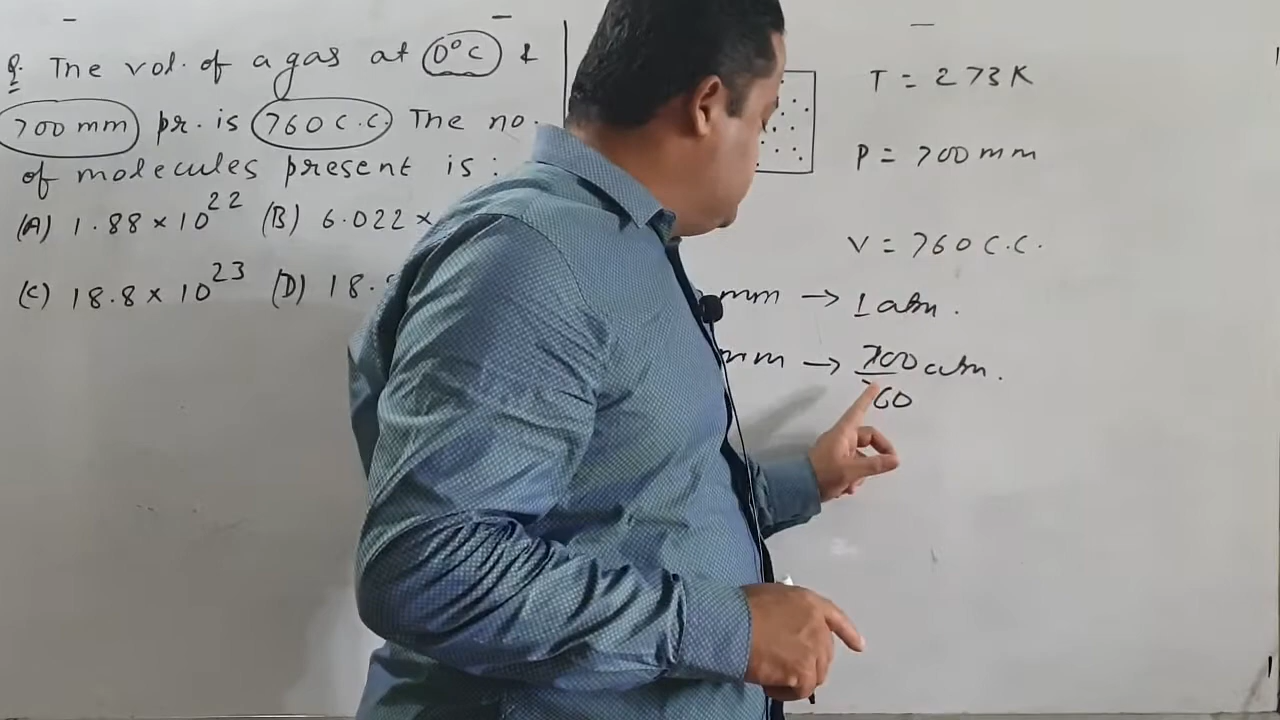 Q. The vol. of a gas at 0°C &
700 mm pr. is 760 C.C. The no.
of molecules present is :
(A) 1.88 × 10²² (B) 6.022 ×
(C) 18.8 × 10²³ (D) 18.
T = 273K
P = 700 mm
V = 760 C.C.
mm → 1 atm.
mm → 700/760 atm.